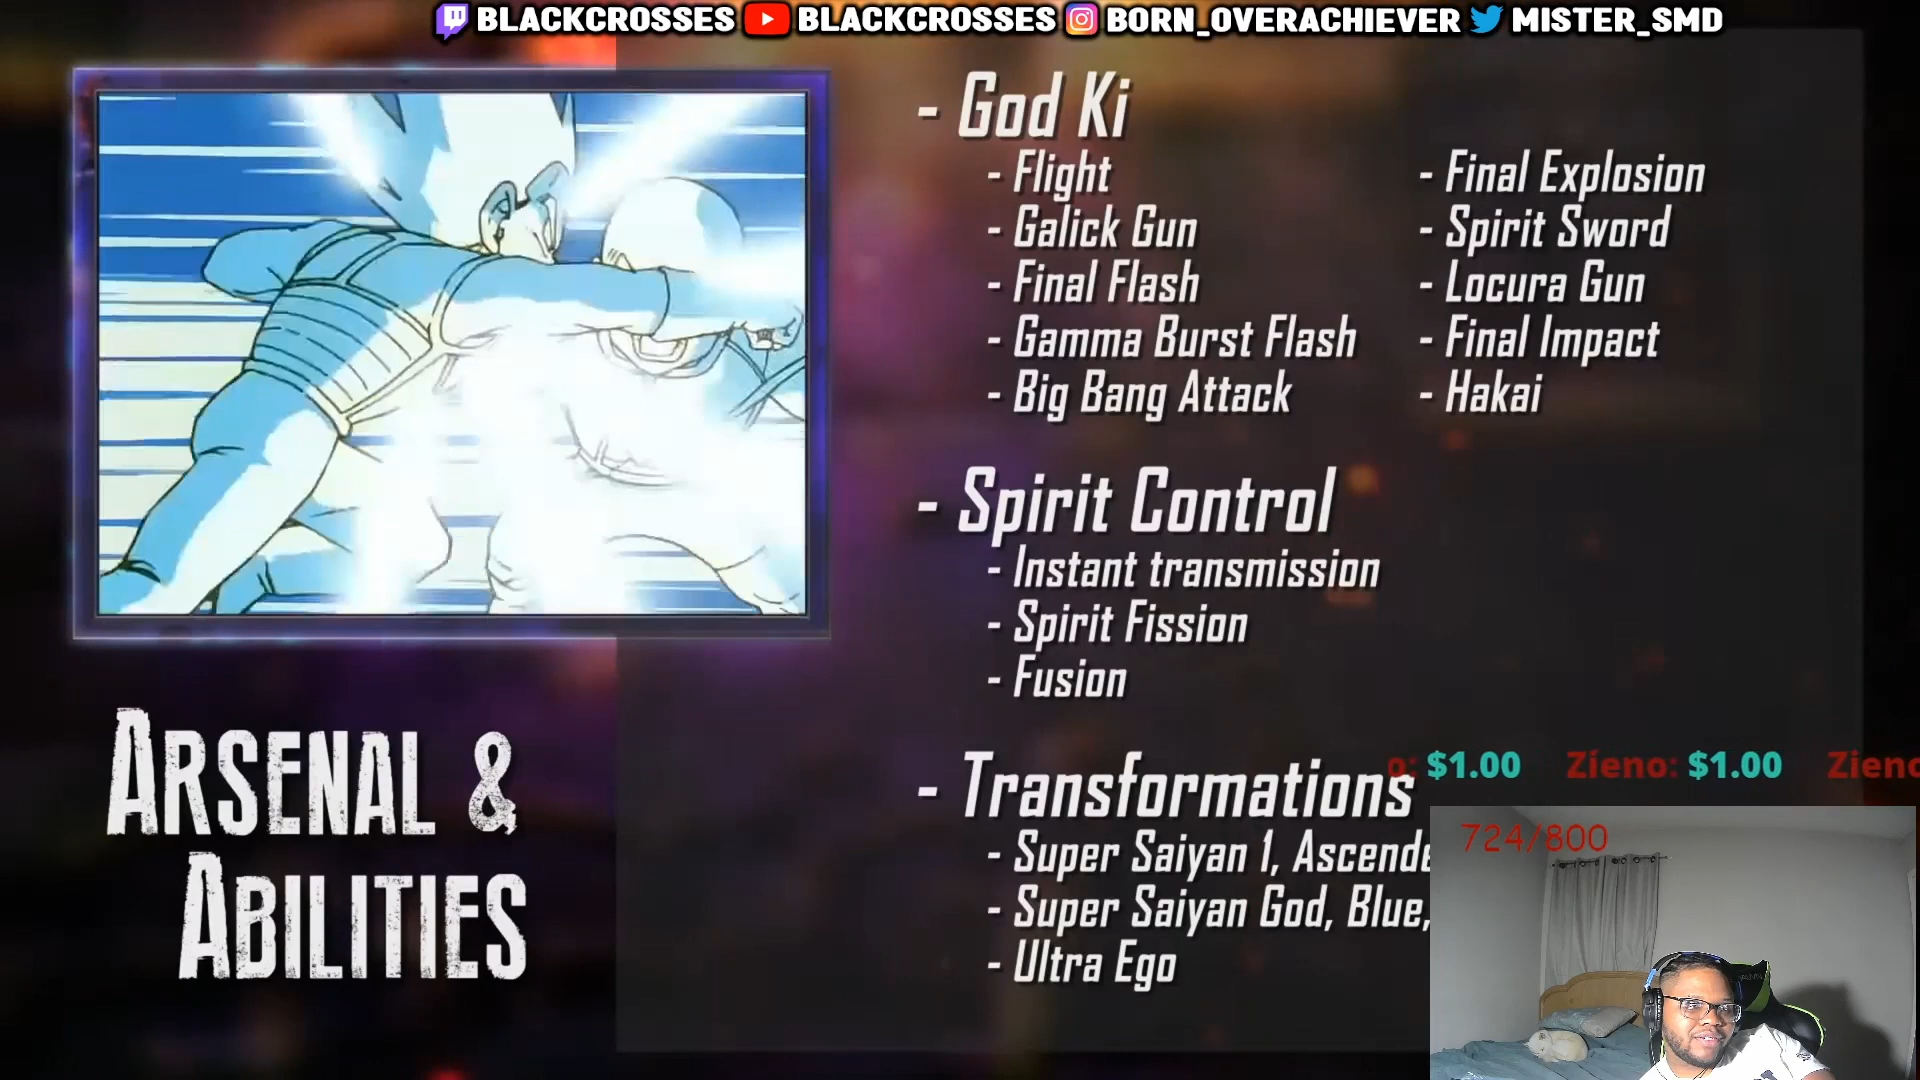 BLACKCROSSES BLACKCROSSES BORN_OVERACHIEVER MISTER_SMD
- God Ki
- Flight
- Galick Gun
- Final Flash
- Gamma Burst Flash
- Big Bang Attack
- Final Explosion
- Spirit Sword
- Locura Gun
- Final Impact
- Hakai
- Spirit Control
- Instant transmission
- Spirit Fission
- Fusion
- Transformations
- Super Saiyan 1, Ascende
- Super Saiyan God, Blue,
- Ultra Ego
ARSENAL &
ABILITIES
o: $1.00 Zieno: $1.00 Zieno
724/800